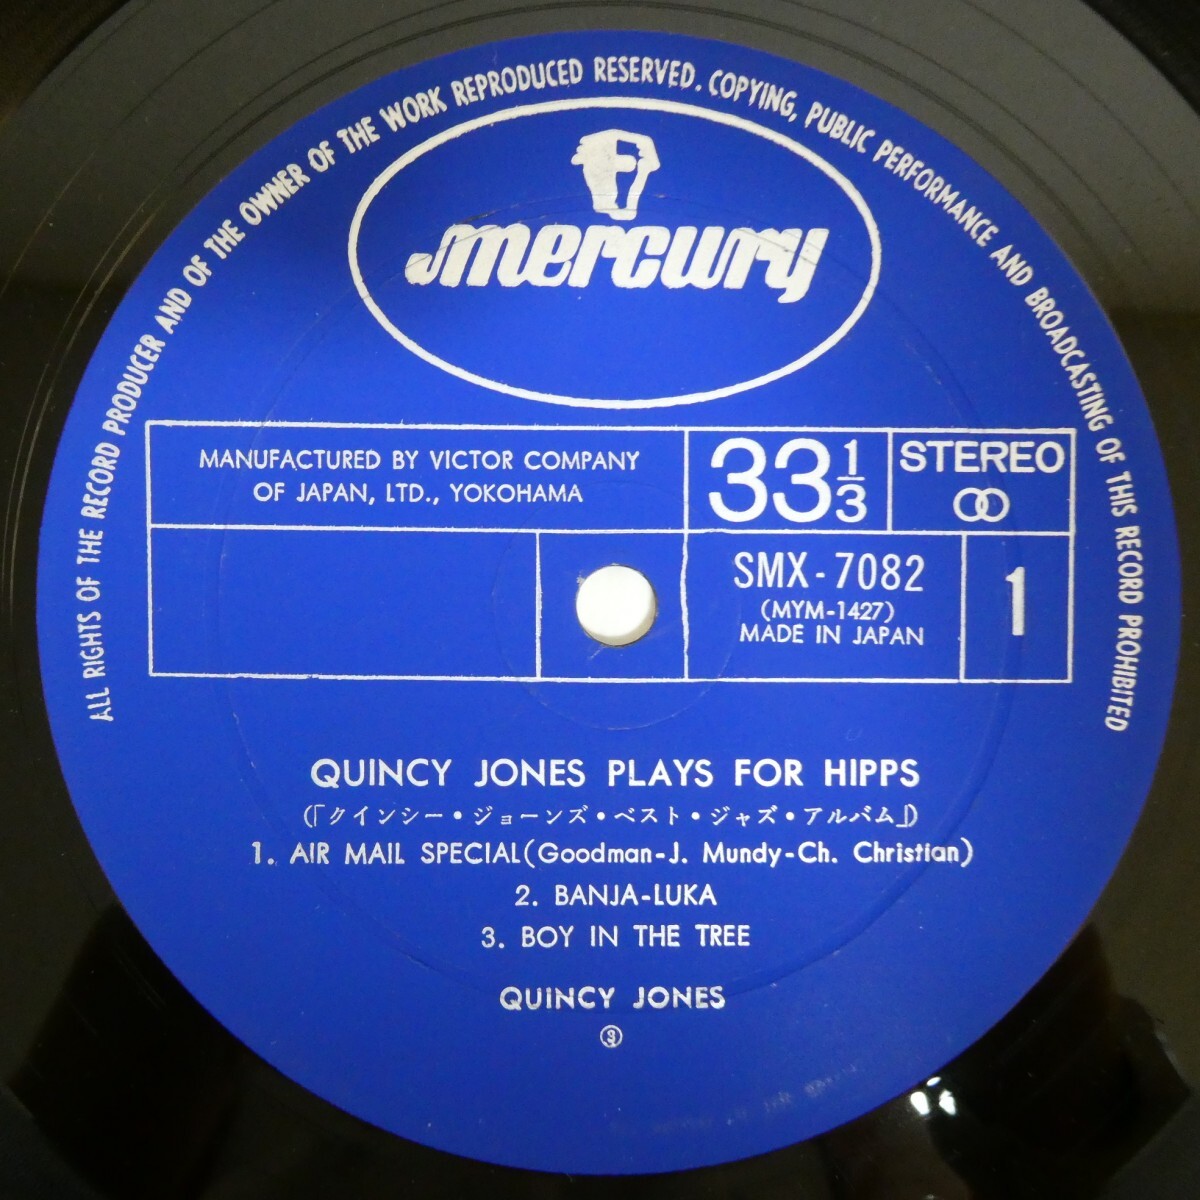 ALL RIGHTS OF THE RECORD PRODUCER AND OF THE OWNER OF THE WORK REPRODUCED RESERVED. COPYING, PUBLIC PERFORMANCE AND BROADCASTING OF THIS RECORD PROHIBITED
mercury
MANUFACTURED BY VICTOR COMPANY
OF JAPAN, LTD., YOKOHAMA
33 1/3
STEREO
SMX-7082
(MYM-1427)
MADE IN JAPAN
1
QUINCY JONES PLAYS FOR HIPPS
(「クインシー・ジョーンズ・ベスト・ジャズ・アルバム」)
1. AIR MAIL SPECIAL(Goodman-J. Mundy-Ch. Christian)
2. BANJA-LUKA
3. BOY IN THE TREE
QUINCY JONES